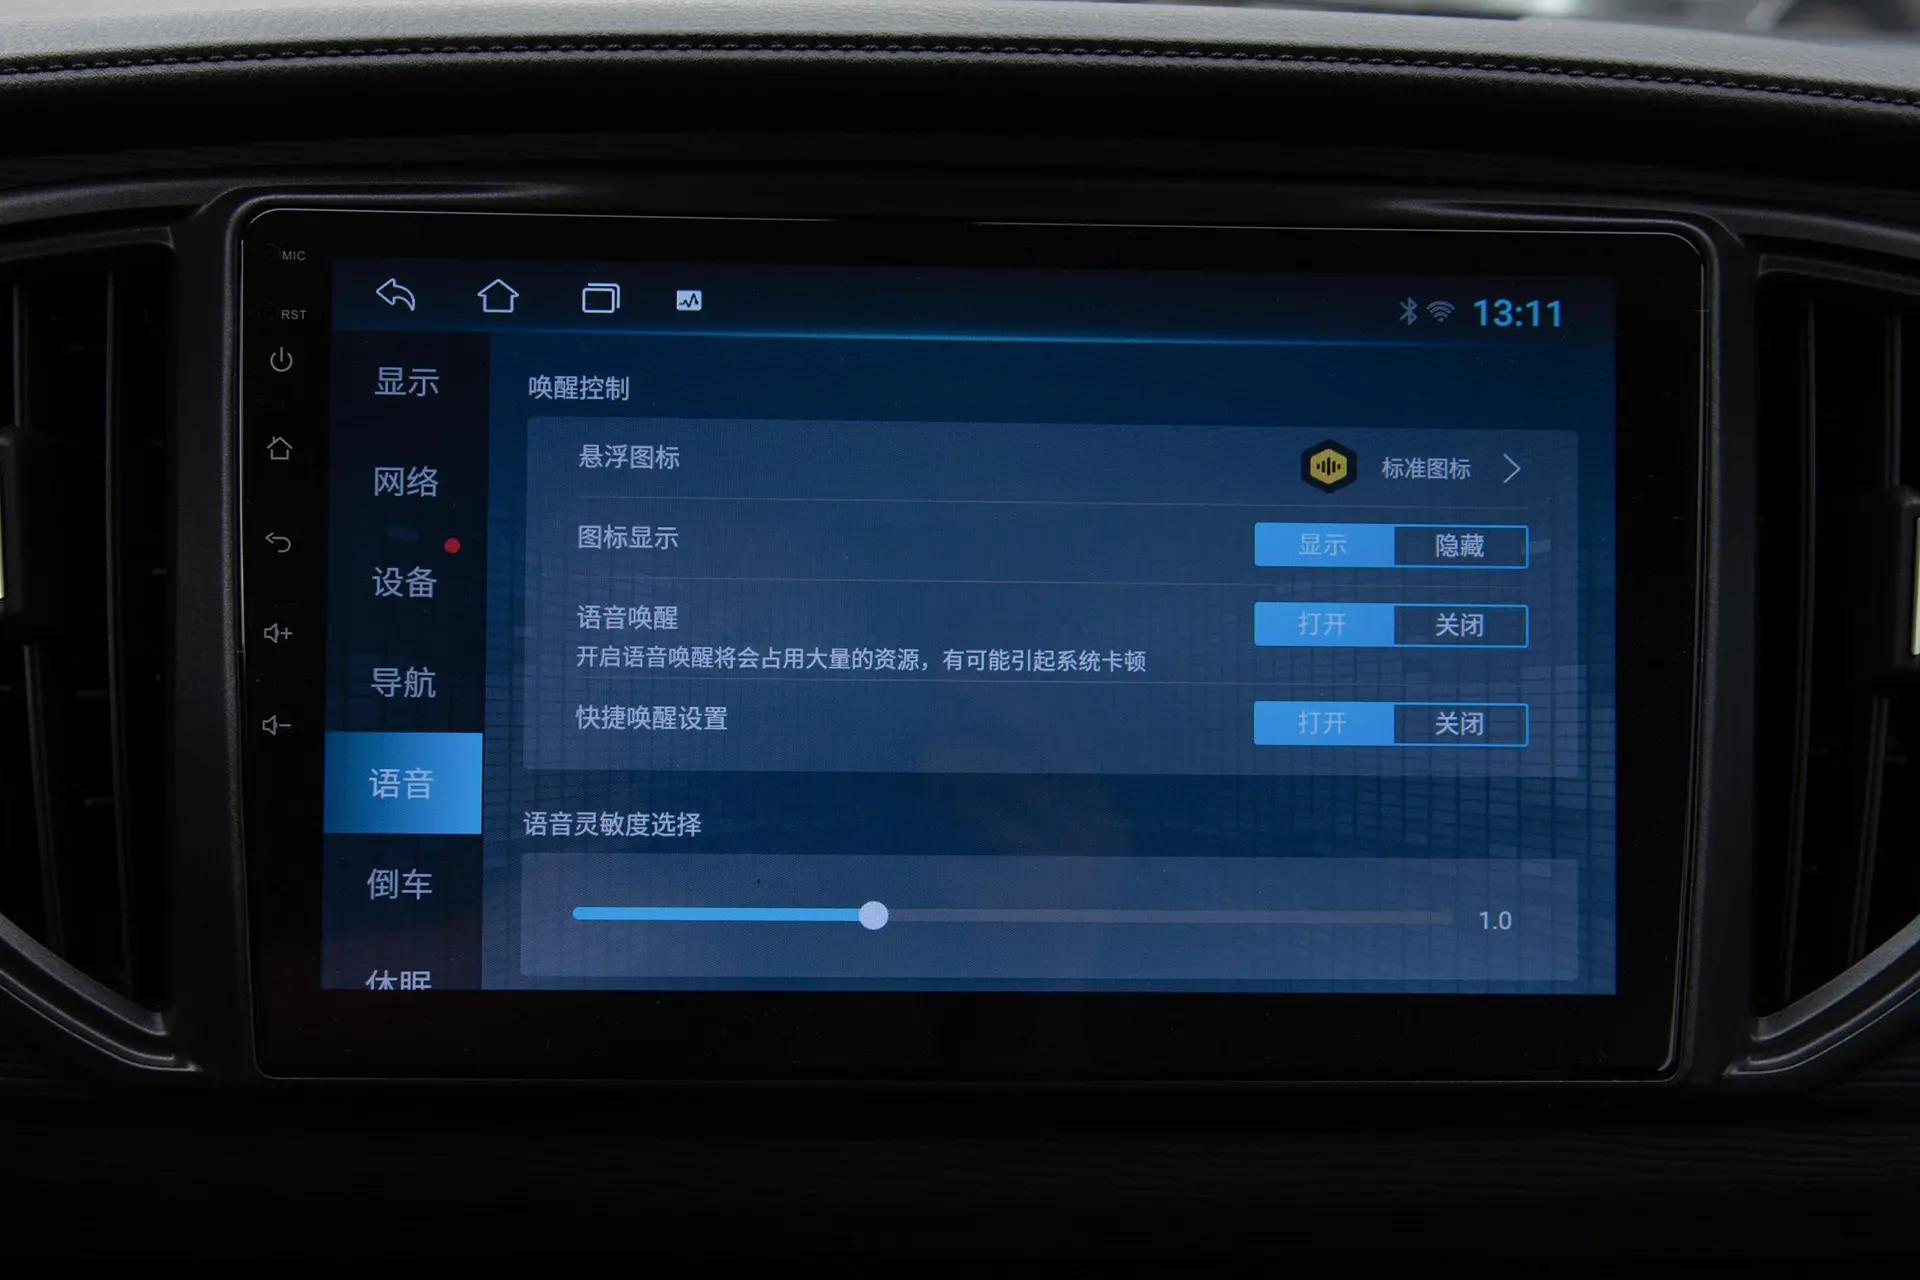 MIC
RST
13:11
显示
网络
设备
导航
语音
倒车
休眠
唤醒控制
悬浮图标
标准图标
图标显示
显示
隐藏
语音唤醒
开启语音唤醒将会占用大量的资源，有可能引起系统卡顿
打开
关闭
快捷唤醒设置
打开
关闭
语音灵敏度选择
1.0